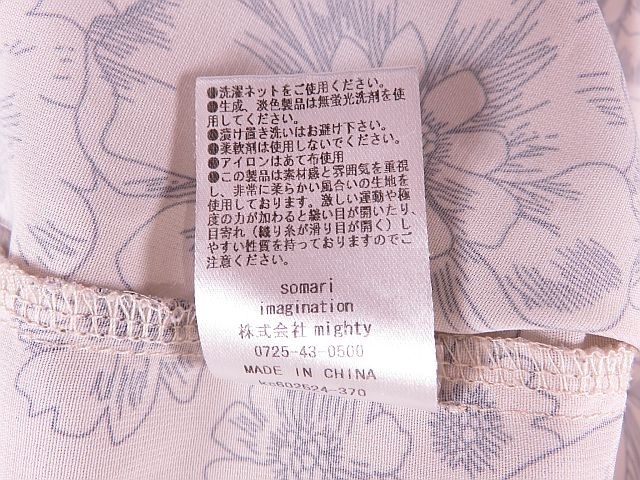 ●洗濯ネットをご使用ください。
●生成、淡色製品は無蛍光洗剤を使
用してください。
●漬け置き洗いはお避け下さい。
●柔軟剤は使用しないでください。
●アイロンはあて布使用
●この製品は素材感と雰囲気を重視
し、非常に柔らかい風合いの生地を
使用しております。激しい運動や極
度の力が加わると縫い目が開いたり、
目寄れ（織り糸が滑り目が開く）し
やすい性質を持っておりますのでご
注意ください。
somari
imagination
株式会社 mighty
0725-43-0500
MADE IN CHINA
ks602624-370